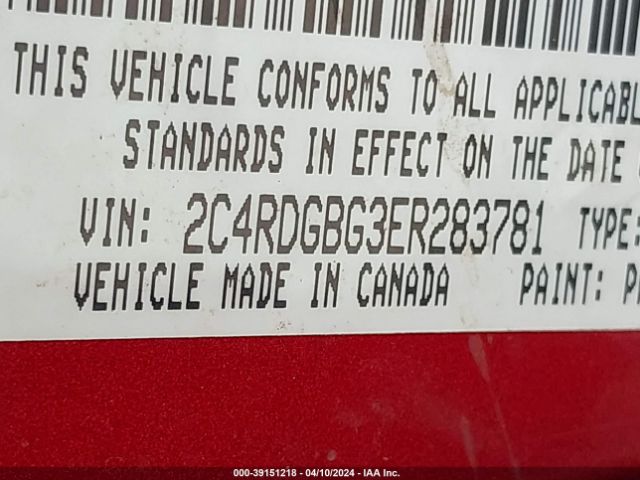 THIS VEHICLE CONFORMS TO ALL
STANDARDS IN EFFECT ON THE DATE
VIN: 2C4RDGBG3ER283781 TYPE:
VEHICLE MADE IN CANADA PAINT:
000-39151218 - 04/10/2024 - IAA Inc.